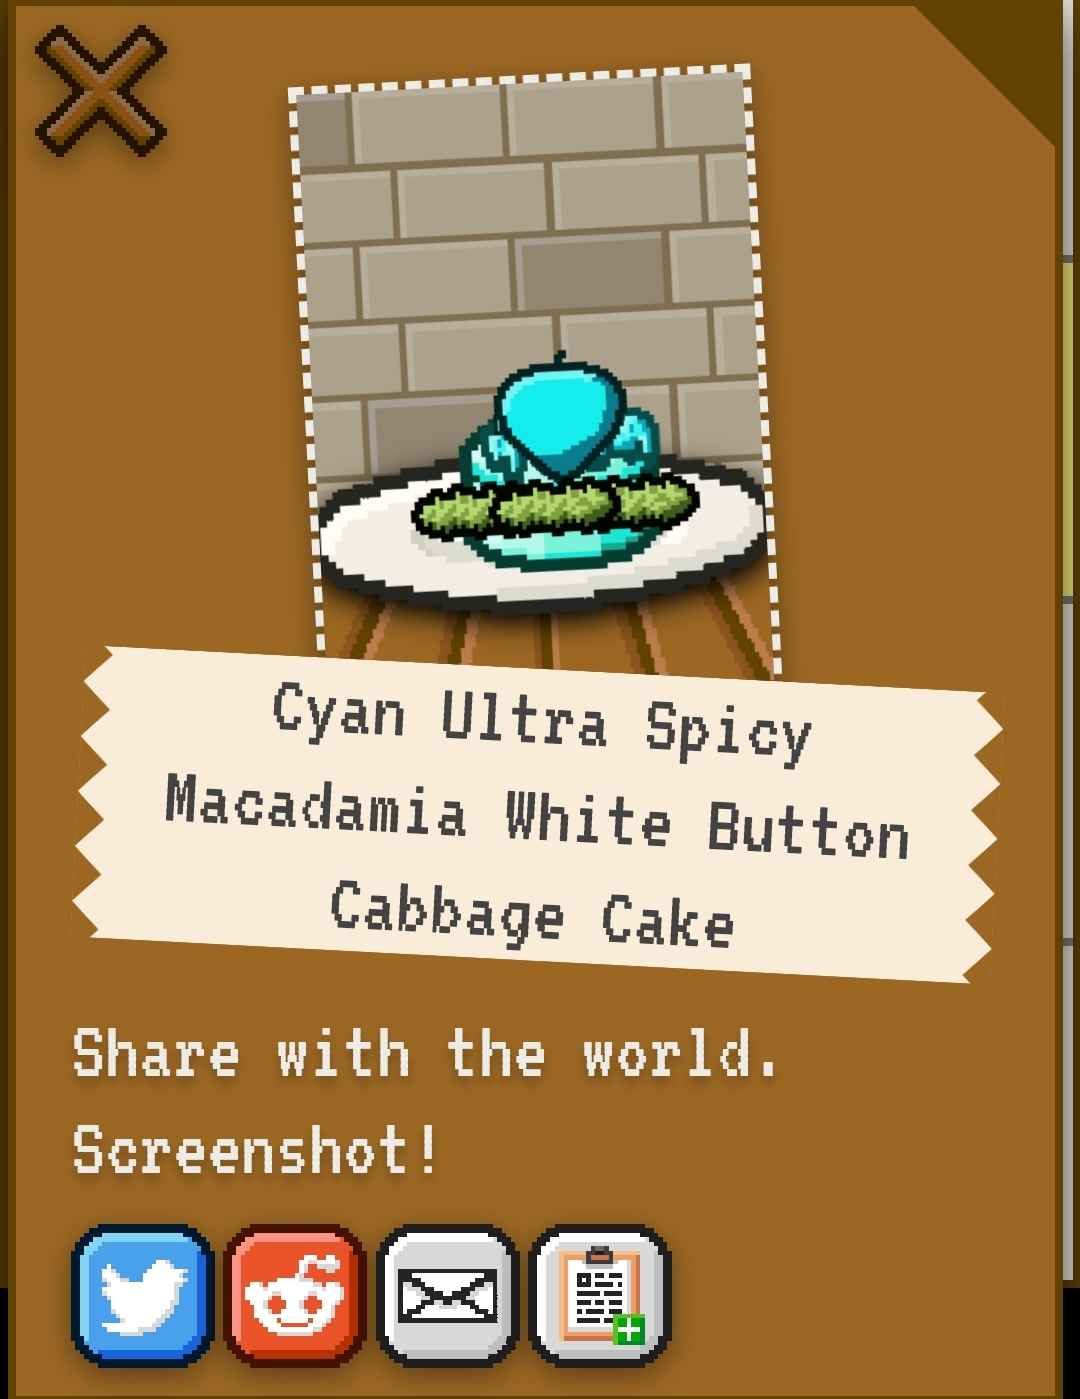 Cyan Ultra Spicy
Macadamia White Button
Cabbage Cake
Share with the world.
Screenshot!